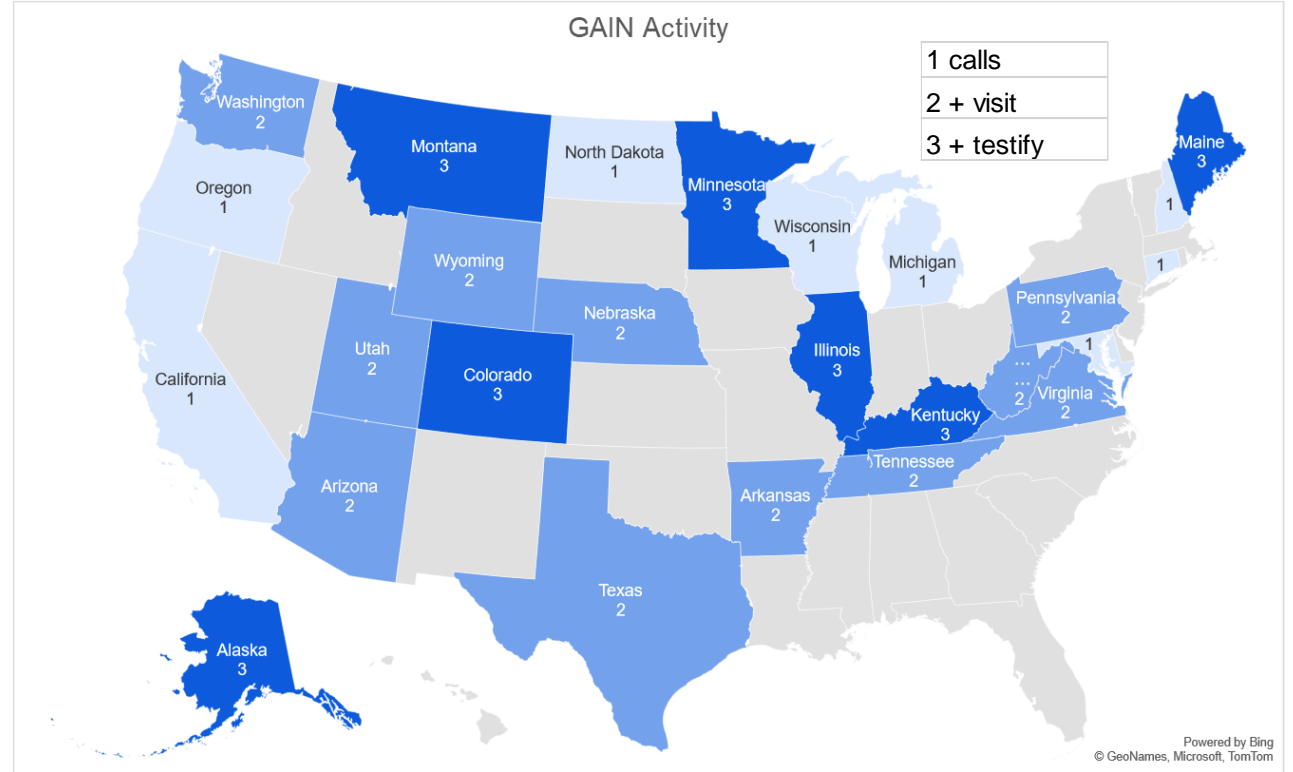 GAIN Activity
1 calls
2 + visit
3 + testify
Washington
2
Montana
3
North Dakota
1
Minnesota
3
Maine
3
Oregon
1
Wisconsin
1
1
Michigan
1
1
Wyoming
2
Nebraska
2
Pennsylvania
2
Utah
2
Colorado
3
Illinois
3
1
California
1
...
...
2
Virginia
2
Kentucky
3
Tennessee
2
Arizona
2
Arkansas
2
Texas
2
Alaska
3
Powered by Bing
© GeoNames, Microsoft, TomTom